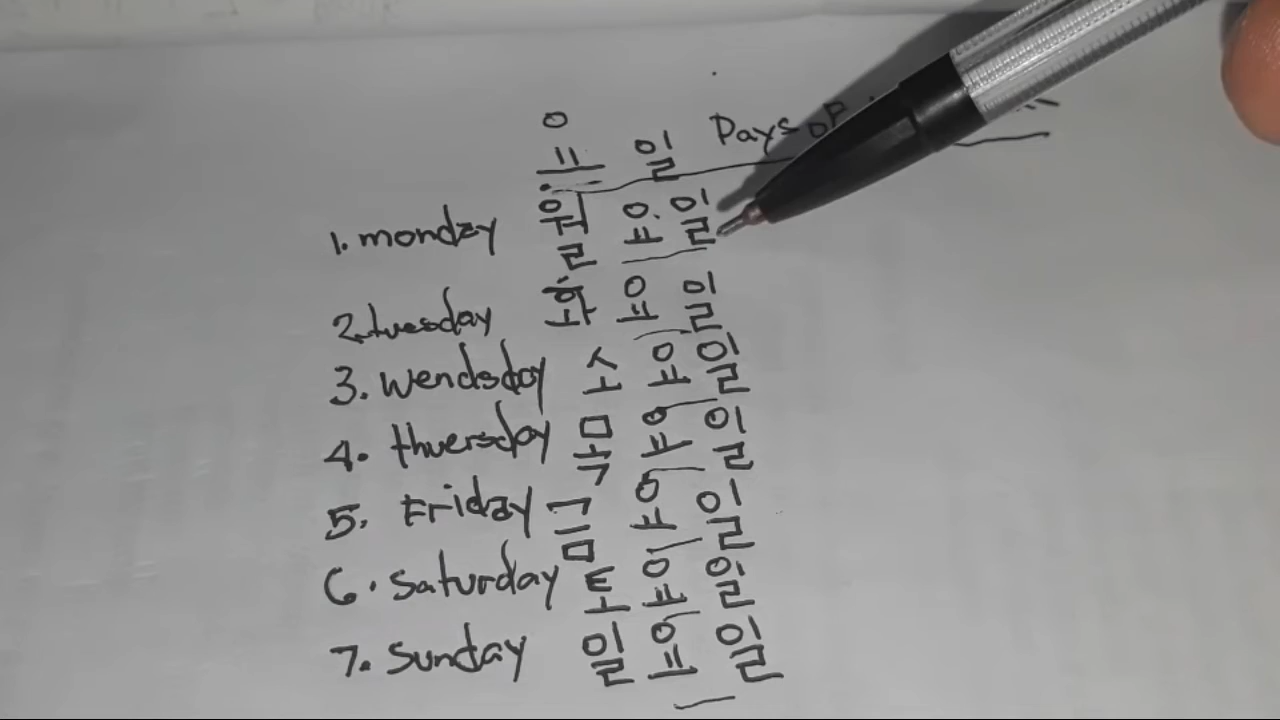 요 일 Days of
1. monday 월 요 일
2. tuesday 화 요 일
3. wendsday 소 요 일
4. thuersday 목 요 일
5. Friday 금 요 일
6. Saturday 토 요 일
7. Sunday 일 요 일